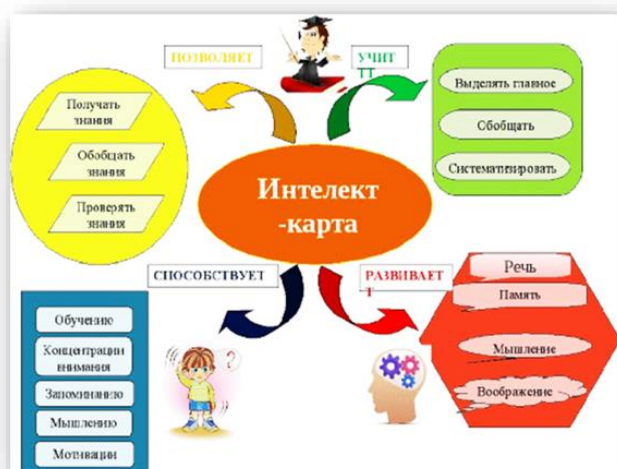 ПОЗВОЛЯЕТ
УЧИТ
ТТ
Получать
знания
Обобщать
знания
Проверять
знания
Выделять главное
Обобщать
Систематизировать
Интелект
-карта
СПОСОБСТВУЕТ
РАЗВИВАЕТ
Т
Обучению
Концентрации
внимания
Запоминанию
Мышлению
Мотивации
?
Речь
Память
Мышление
Воображение